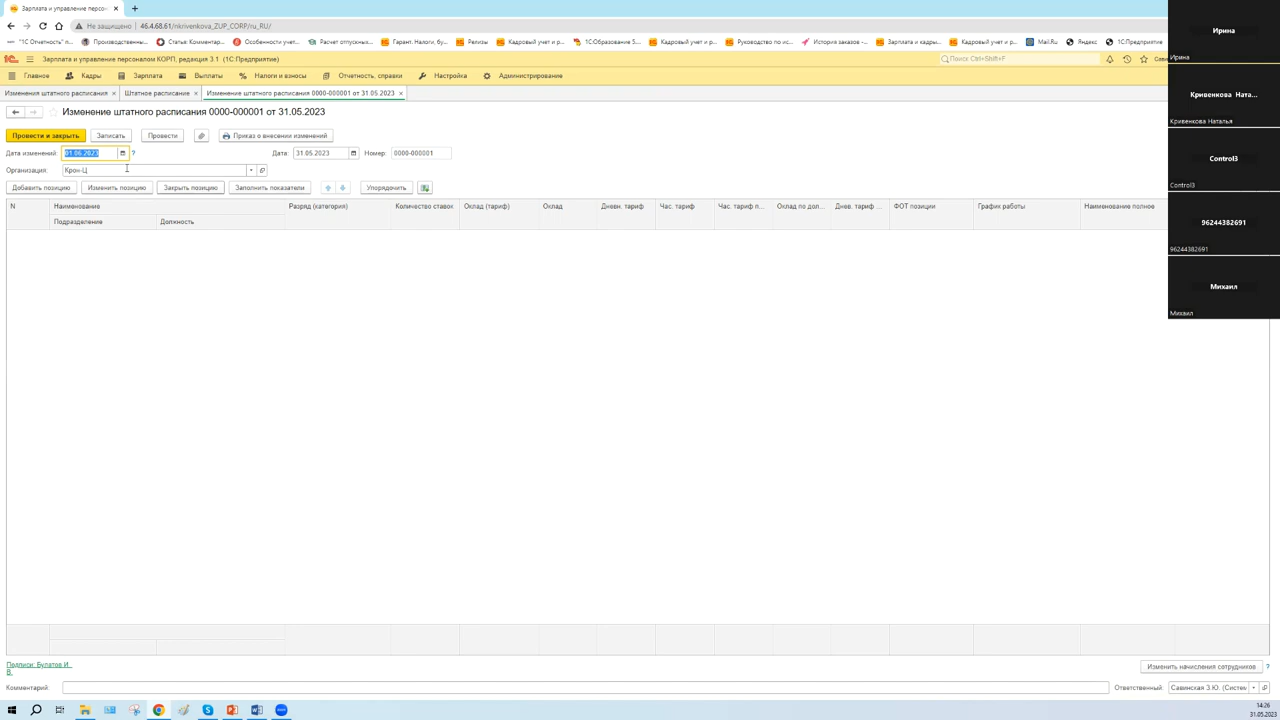 Зарплата и управление персон
Не защищено
46.4.68.61/nkrivenkova_ZUP_CORP/ru_RU/
"1С Отчетность" п...
Производственны...
Статья: Комментар...
Особенности учет...
Расчет отпускных...
Гарант. Налоги, бу...
Релизы
Кадровый учет и р...
1С:Образование 5...
Кадровый учет и р...
Руководство по ис...
История заказов -...
Зарплата и кадры...
Кадровый учет и р...
Mail.Ru
Яндекс
1С:Предприятие
Зарплата и управление персоналом КОРП, редакция 3.1 (1С:Предприятие)
Поиск Ctrl+Shift+F
Главное
Кадры
Зарплата
Выплаты
Налоги и взносы
Отчетность, справки
Настройка
Администрирование
Изменения штатного расписания
Штатное расписание
Изменение штатного расписания 0000-000001 от 31.05.2023
Изменение штатного расписания 0000-000001 от 31.05.2023
Провести и закрыть
Записать
Провести
Приказ о внесении изменений
Дата изменений: 01.06.2023 ?
Дата: 31.05.2023
Номер: 0000-000001
Организация: Крон-Ц
Добавить позицию
Изменить позицию
Закрыть позицию
Заполнить показатели
Упорядочить
N
Наименование
Разряд (категория)
Количество ставок
Оклад (тариф)
Оклад
Дневн. тариф
Час. тариф
Час. тариф п...
Оклад по дол...
Днев. тариф ...
ФОТ позиции
График работы
Наименование полное
Подразделение
Должность
Подписи: Булатов И.
В.
Изменить начисления сотрудников
?
Комментарий:
Ответственный: Савинская З.Ю. (Систем
Ирина
Ирина
Кривенкова Ната...
Кривенкова Наталья
Control3
Control3
96244382691
96244382691
Михаил
Михаил
14:26
31.05.2023